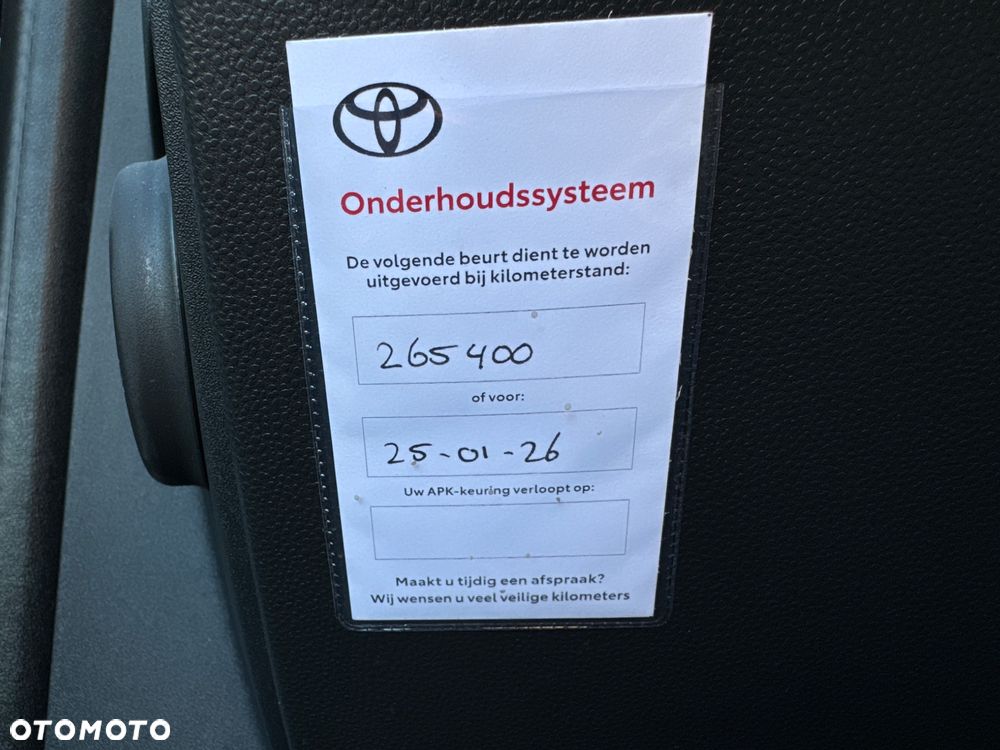 Onderhoudssysteem
De volgende beurt dient te worden
uitgevoerd bij kilometerstand:
265400
of voor:
25-01-26
Uw APK-keuring verloopt op:
Maakt u tijdig een afspraak?
Wij wensen u veel veilige kilometers
OTOMOTO